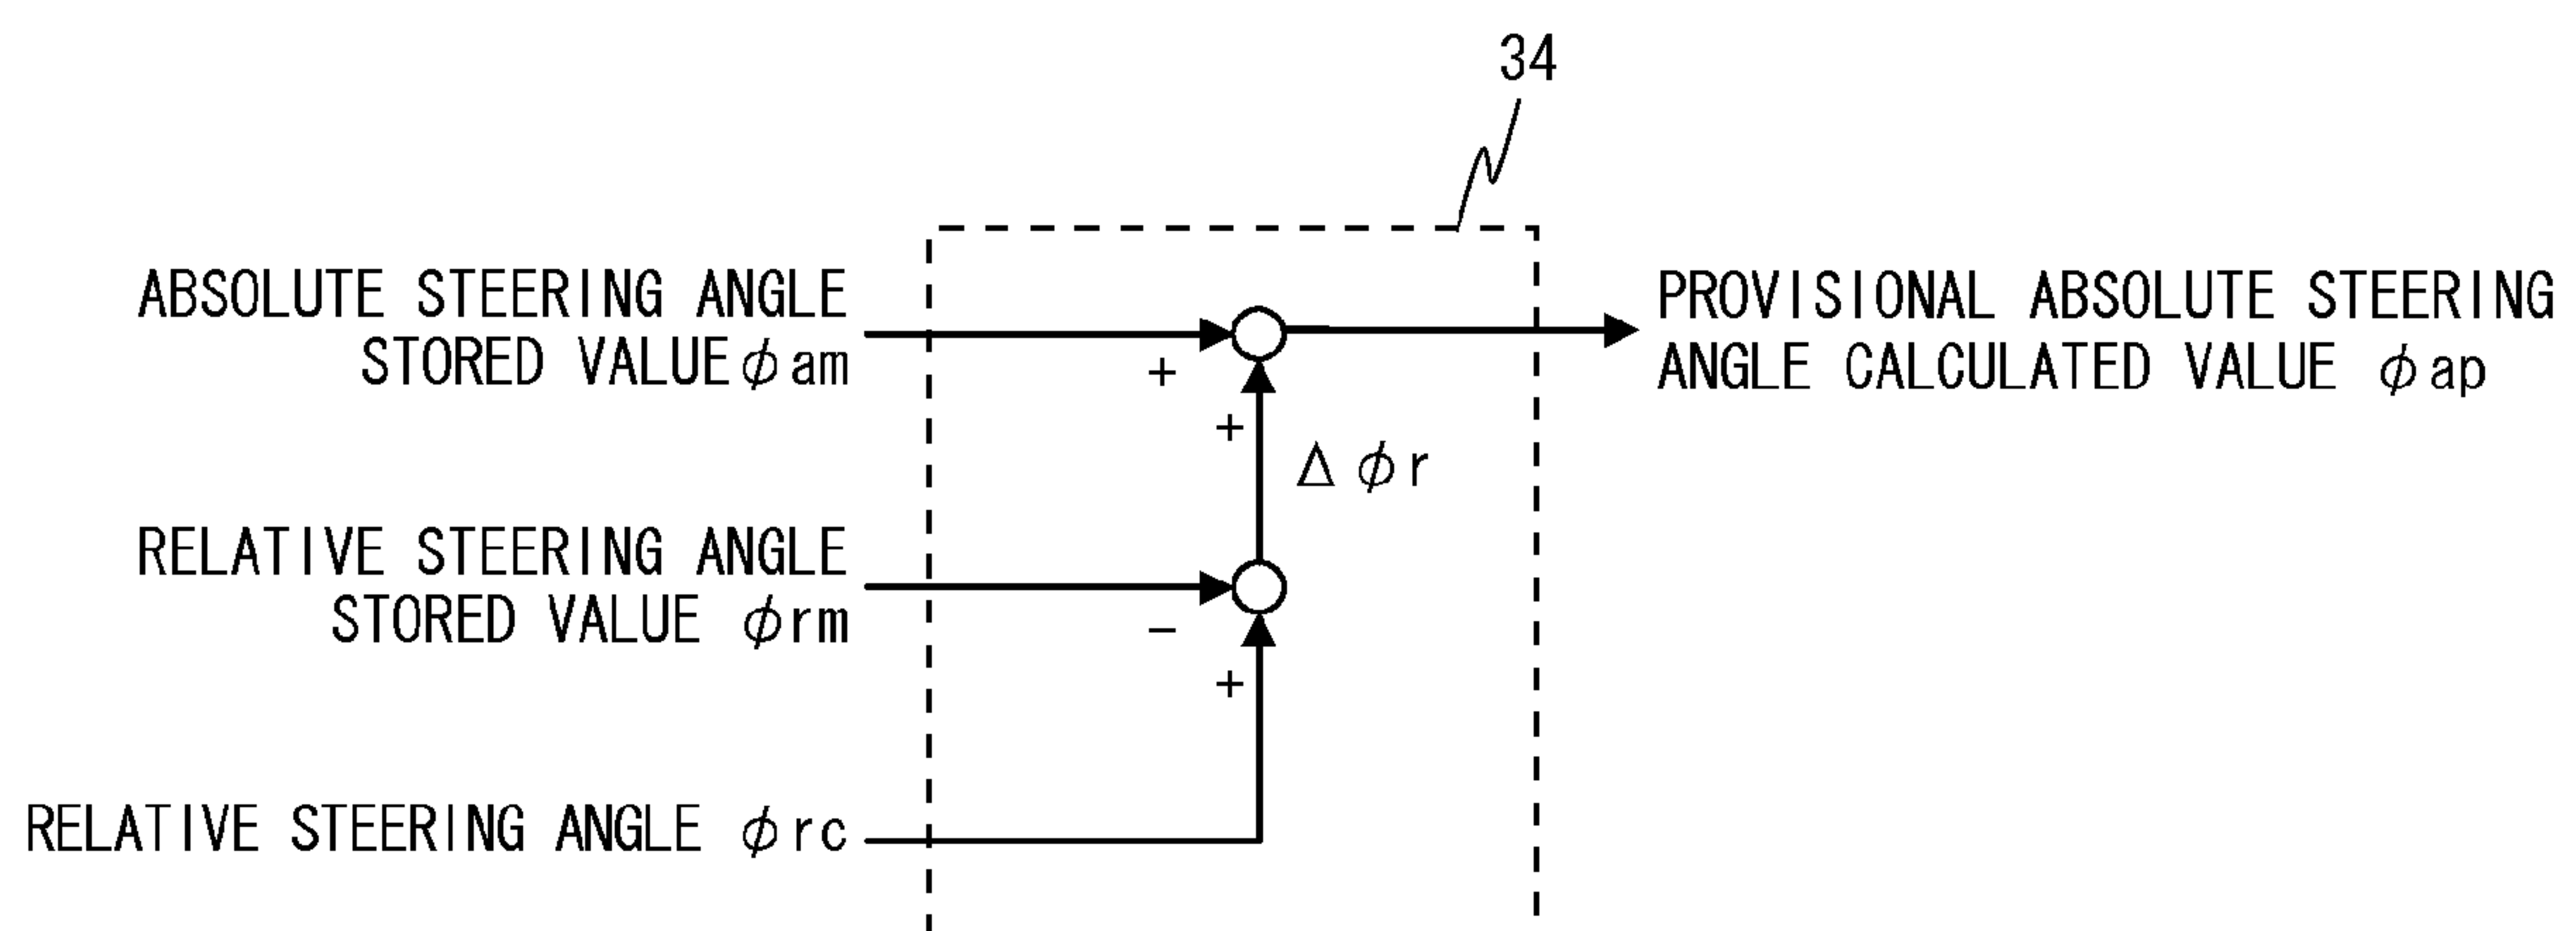 34
ABSOLUTE STEERING ANGLE
STORED VALUE ϕam
PROVISIONAL ABSOLUTE STEERING
ANGLE CALCULATED VALUE ϕap
+
+
Δϕr
RELATIVE STEERING ANGLE
STORED VALUE ϕrm
-
+
RELATIVE STEERING ANGLE ϕrc